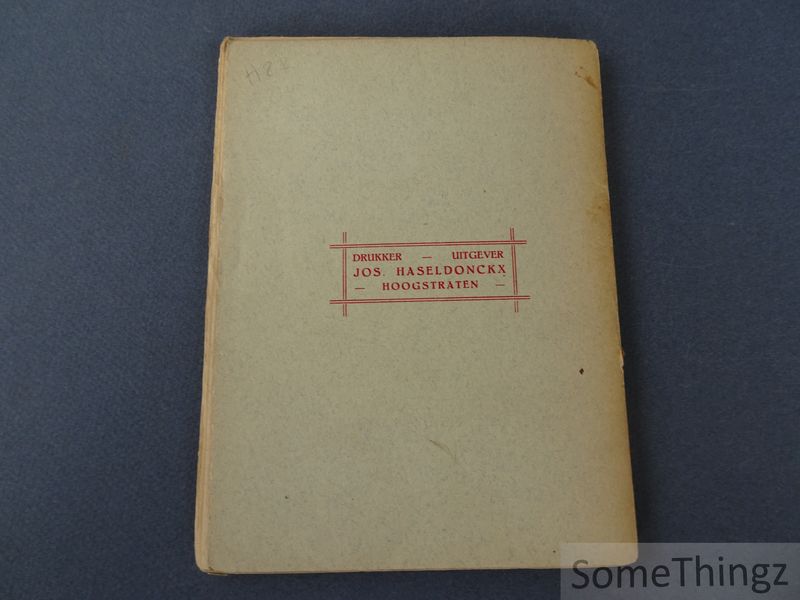 DRUKKER — UITGEVER
JOS. HASELDONCKX
— HOOGSTRATEN —
SomeThingz